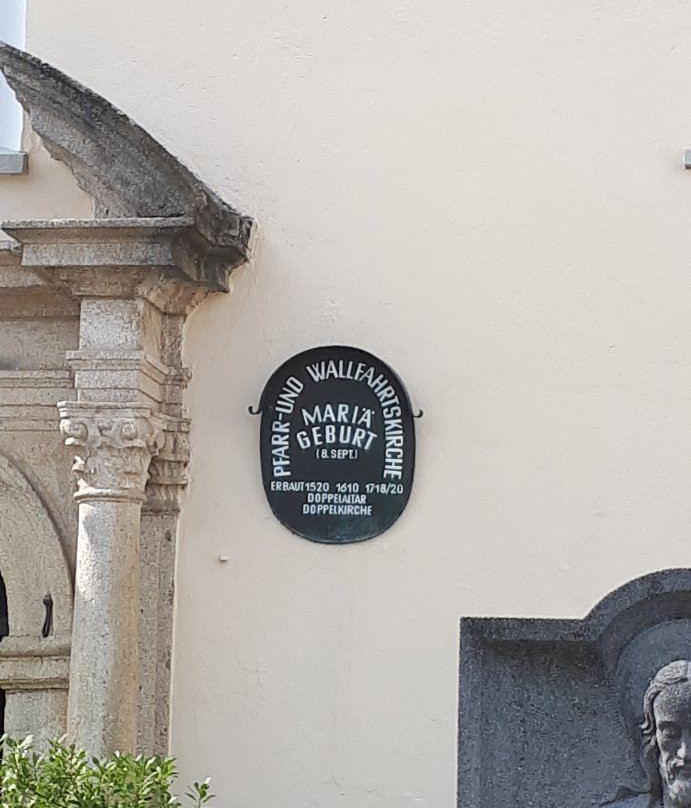 PFARR-UND WALLFAHRTSKIRCHE
MARIÄ
GEBURT
(8. SEPT.)
ERBAUT 1520 1610 1718/20
DOPPELALTAR
DOPPELKIRCHE